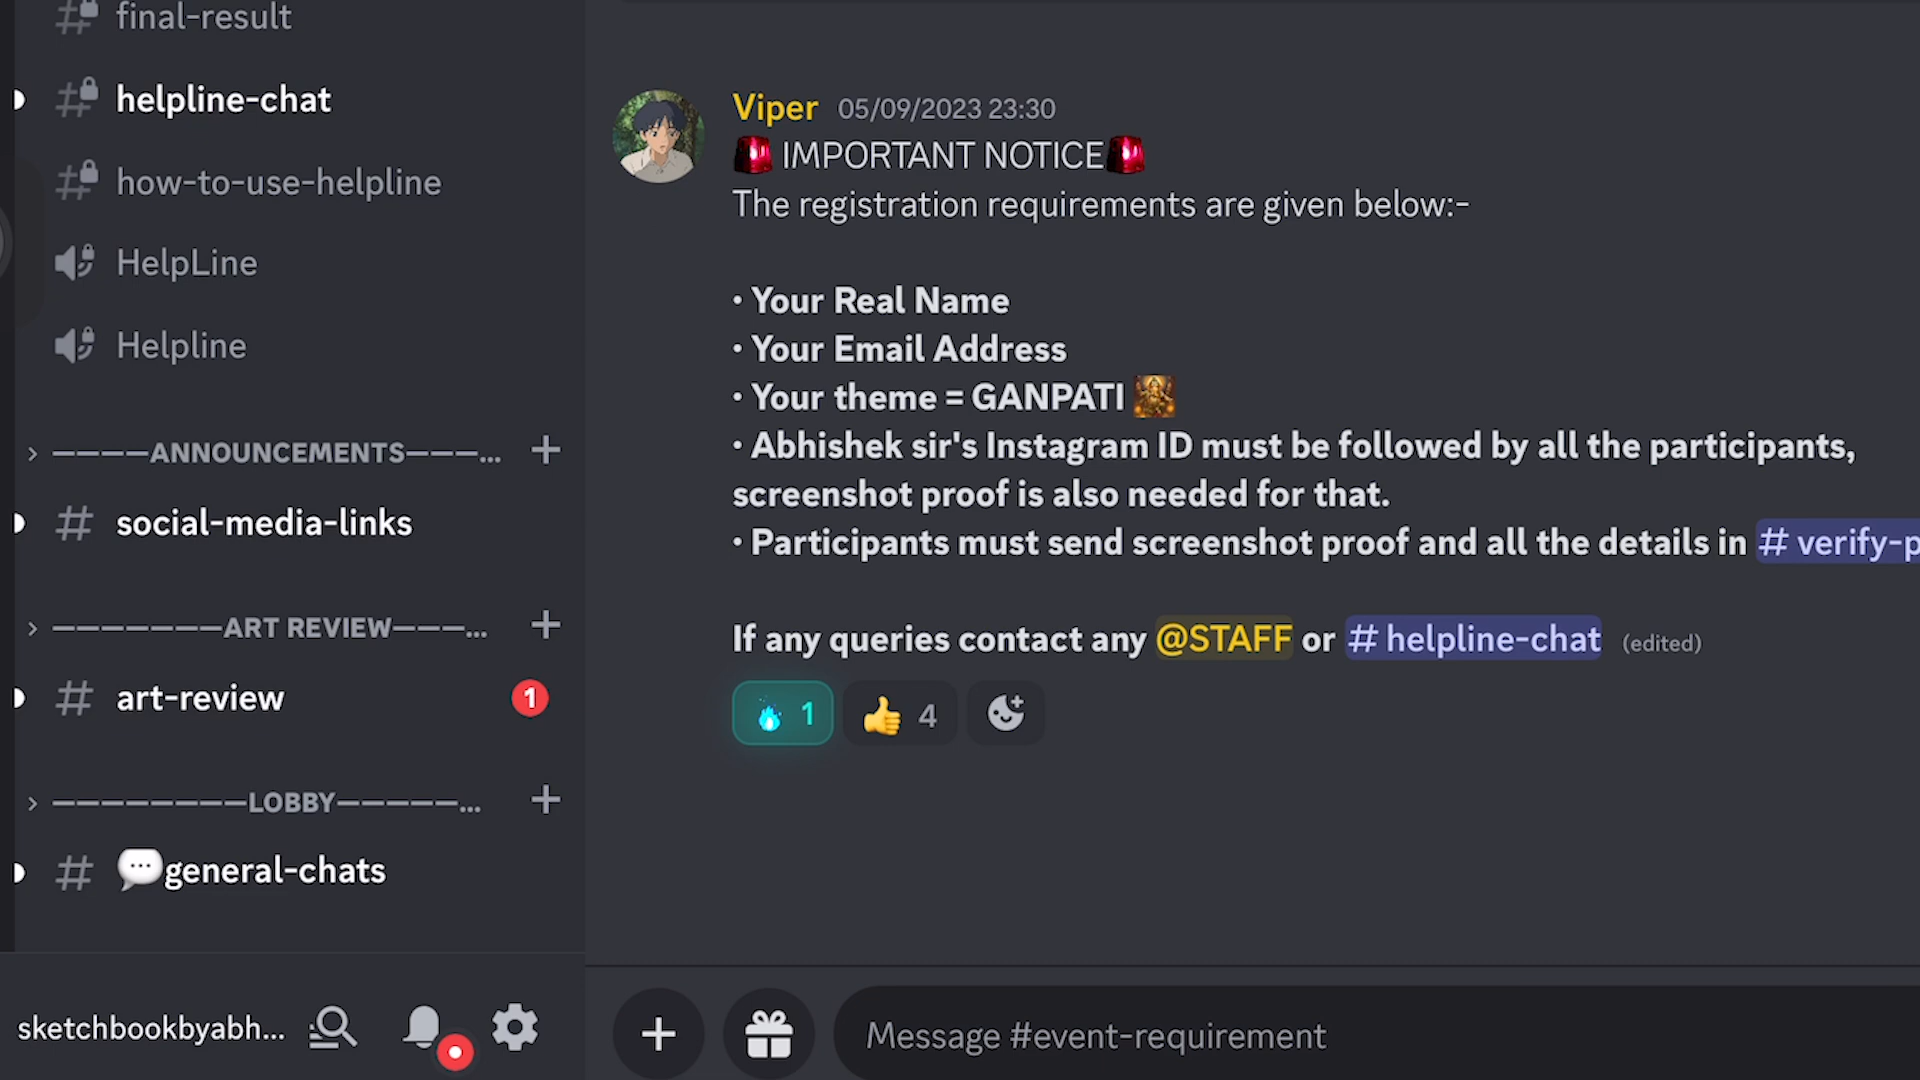 final-result
helpline-chat
how-to-use-helpline
HelpLine
Helpline
————ANNOUNCEMENTS———...
social-media-links
———————ART REVIEW———...
art-review
1
————————LOBBY—————...
💬general-chats
sketchbookbyabh...
Viper 05/09/2023 23:30
🚨 IMPORTANT NOTICE🚨
The registration requirements are given below:-
• Your Real Name
• Your Email Address
• Your theme = GANPATI
• Abhishek sir's Instagram ID must be followed by all the participants,
screenshot proof is also needed for that.
• Participants must send screenshot proof and all the details in # verify-p
If any queries contact any @STAFF or # helpline-chat (edited)
1 👍 4
Message #event-requirement